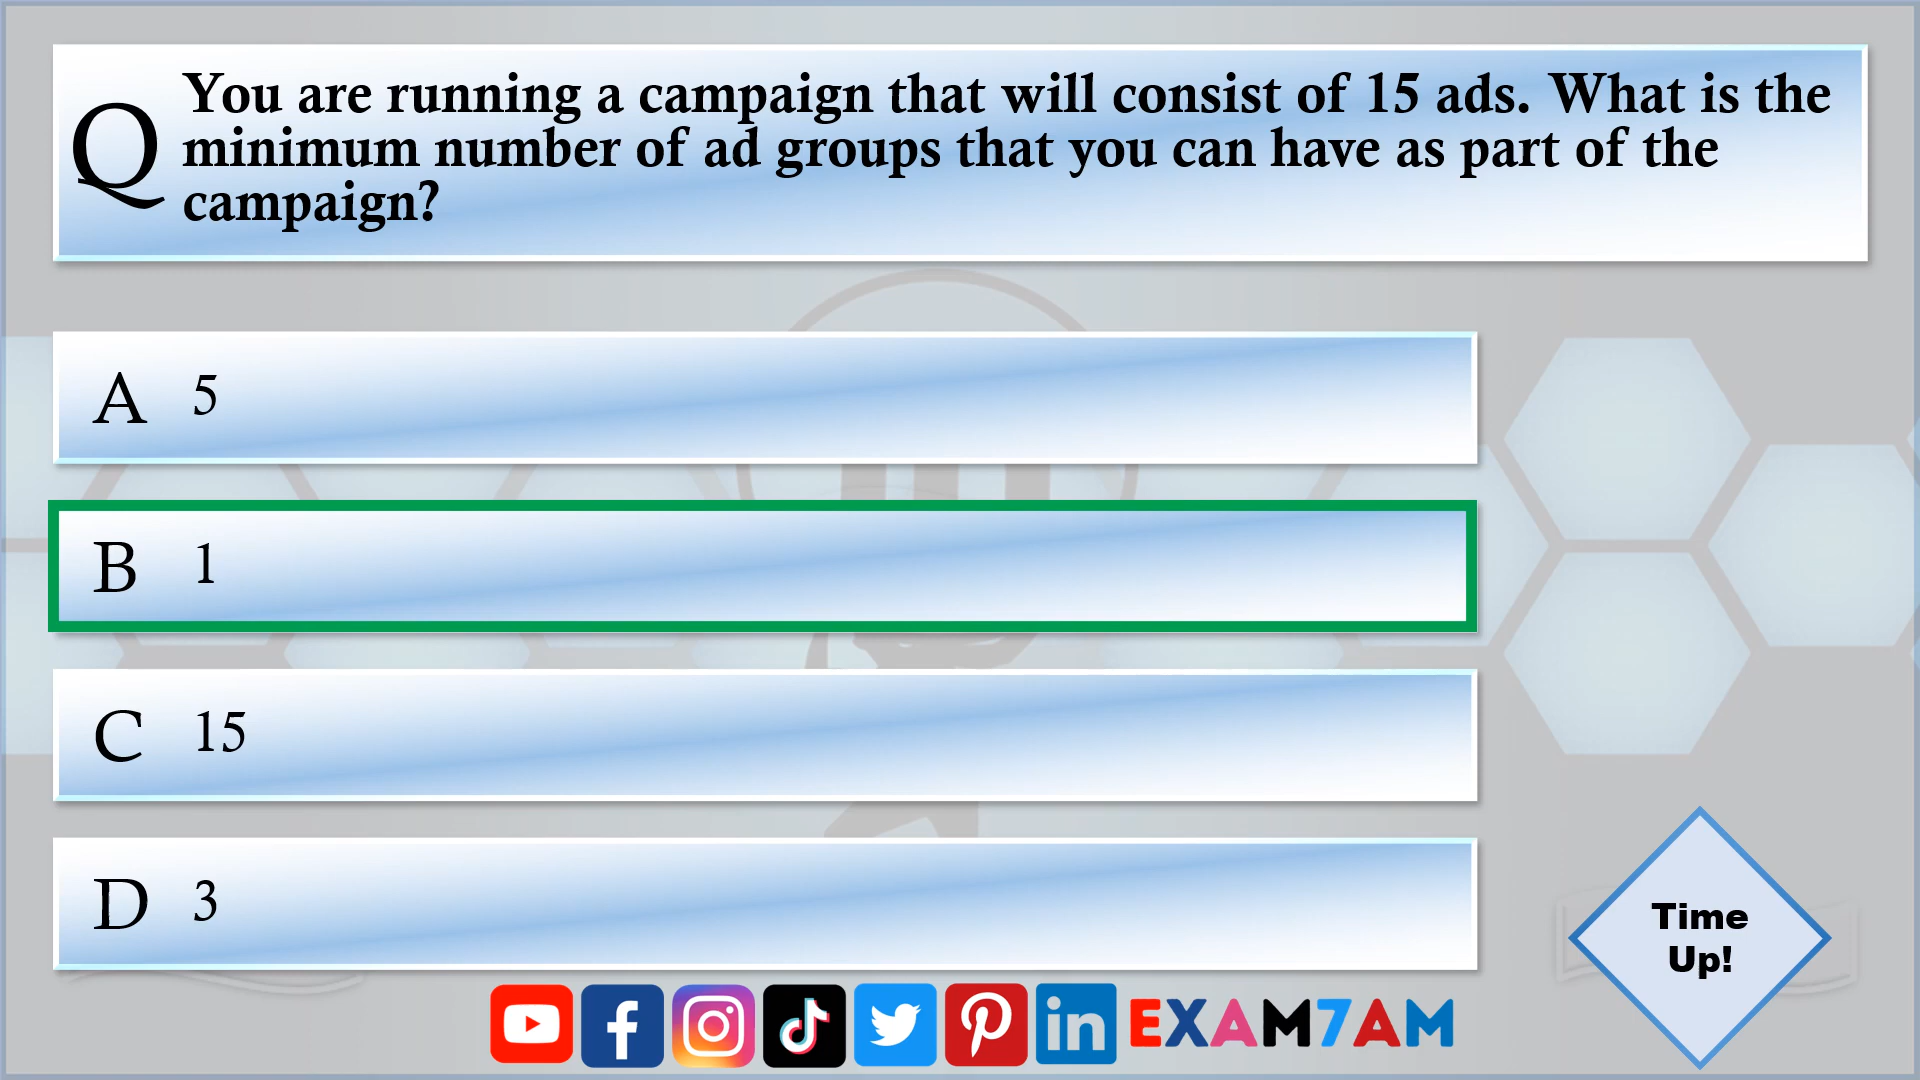 Q
You are running a campaign that will consist of 15 ads. What is the
minimum number of ad groups that you can have as part of the
campaign?
A 5
B 1
C 15
D 3
Time
Up!
in EXAM7AM